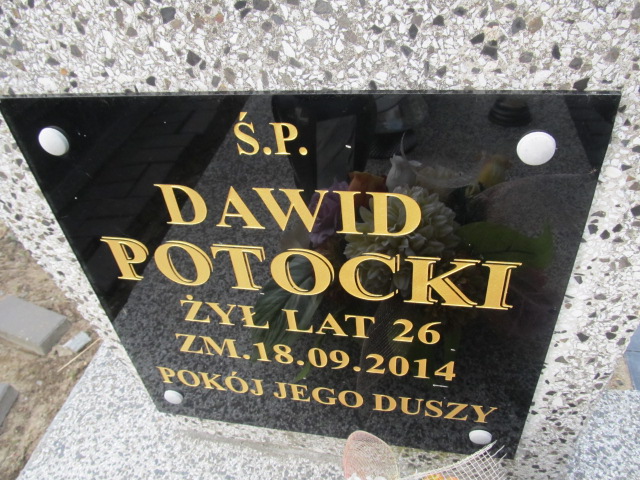 Ś.P.
DAWID
POTOCKI
ŻYŁ LAT 26
ZM.18.09.2014
POKÓJ JEGO DUSZY